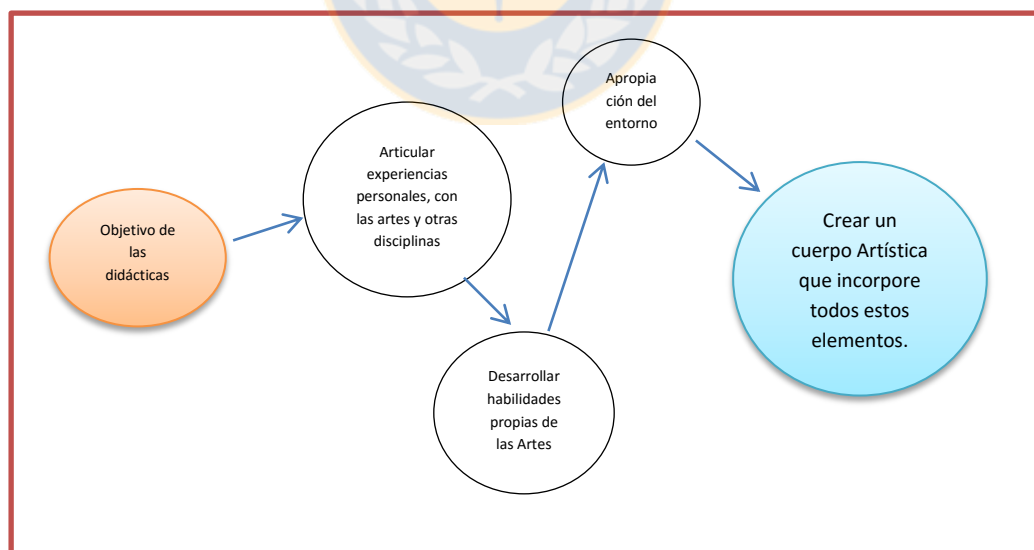 Objetivo de
las
didácticas
Articular
experiencias
personales, con
las artes y otras
disciplinas
Desarrollar
habilidades
propias de
las Artes
Apropia
ción del
entorno
Crear un
cuerpo Artística
que incorpore
todos estos
elementos.